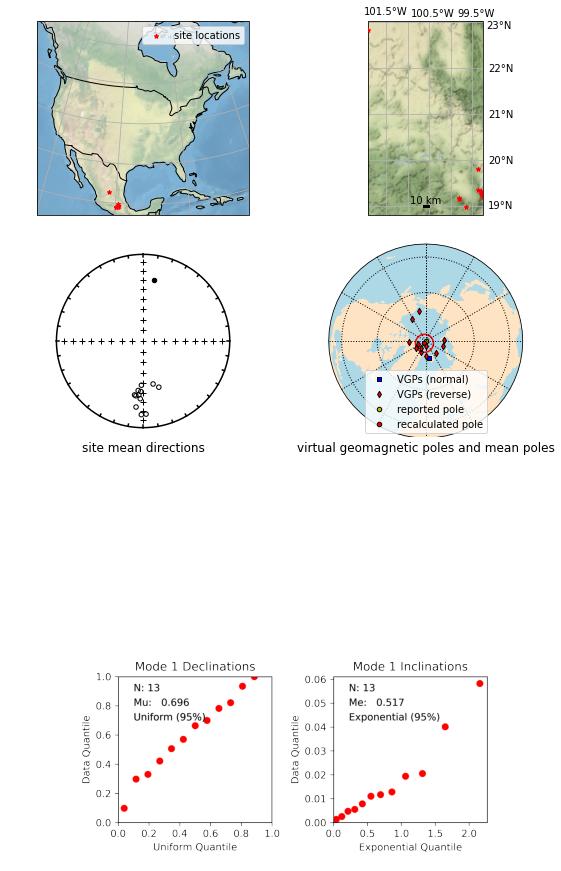 site locations
101.5°W 100.5°W 99.5°W
23°N
22°N
21°N
20°N
19°N
10 km
site mean directions
VGPs (normal)
VGPs (reverse)
reported pole
recalculated pole
virtual geomagnetic poles and mean poles
Mode 1 Declinations
N: 13
Mu: 0.696
Uniform (95%)
Data Quantile
1.0
0.8
0.6
0.4
0.2
0.0
0.0 0.2 0.4 0.6 0.8 1.0
Uniform Quantile
Mode 1 Inclinations
N: 13
Me: 0.517
Exponential (95%)
Data Quantile
0.06
0.05
0.04
0.03
0.02
0.01
0.00
0.0 0.5 1.0 1.5 2.0
Exponential Quantile